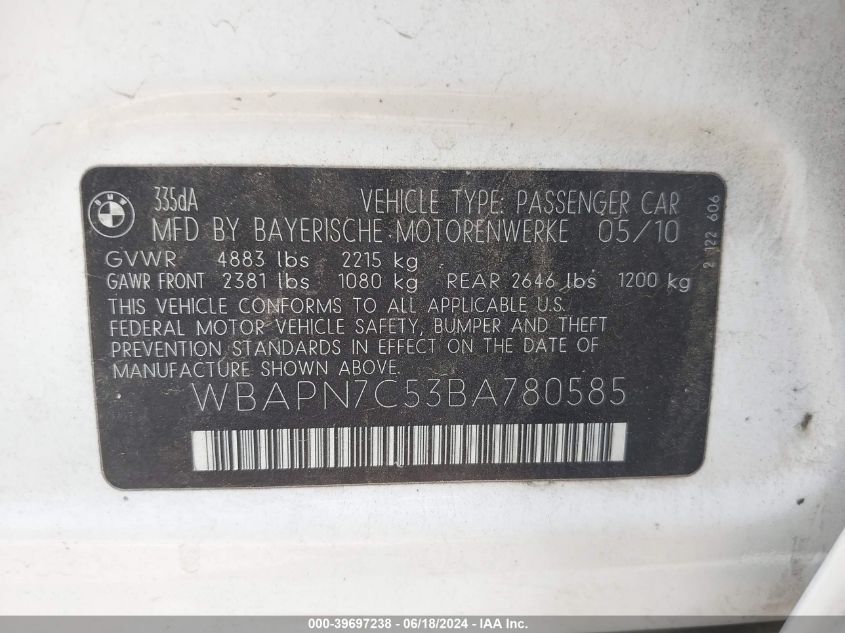 BMW
335dA VEHICLE TYPE: PASSENGER CAR
MFD BY BAYERISCHE MOTORENWERKE 05/10
GVWR 4883 lbs 2215 kg
GAWR FRONT 2381 lbs 1080 kg REAR 2646 lbs 1200 kg
THIS VEHICLE CONFORMS TO ALL APPLICABLE U.S.
FEDERAL MOTOR VEHICLE SAFETY, BUMPER AND THEFT
PREVENTION STANDARDS IN EFFECT ON THE DATE OF
MANUFACTURE SHOWN ABOVE.
WBAPN7C53BA780585
2 122 606
000-39697238 - 06/18/2024 - IAA Inc.